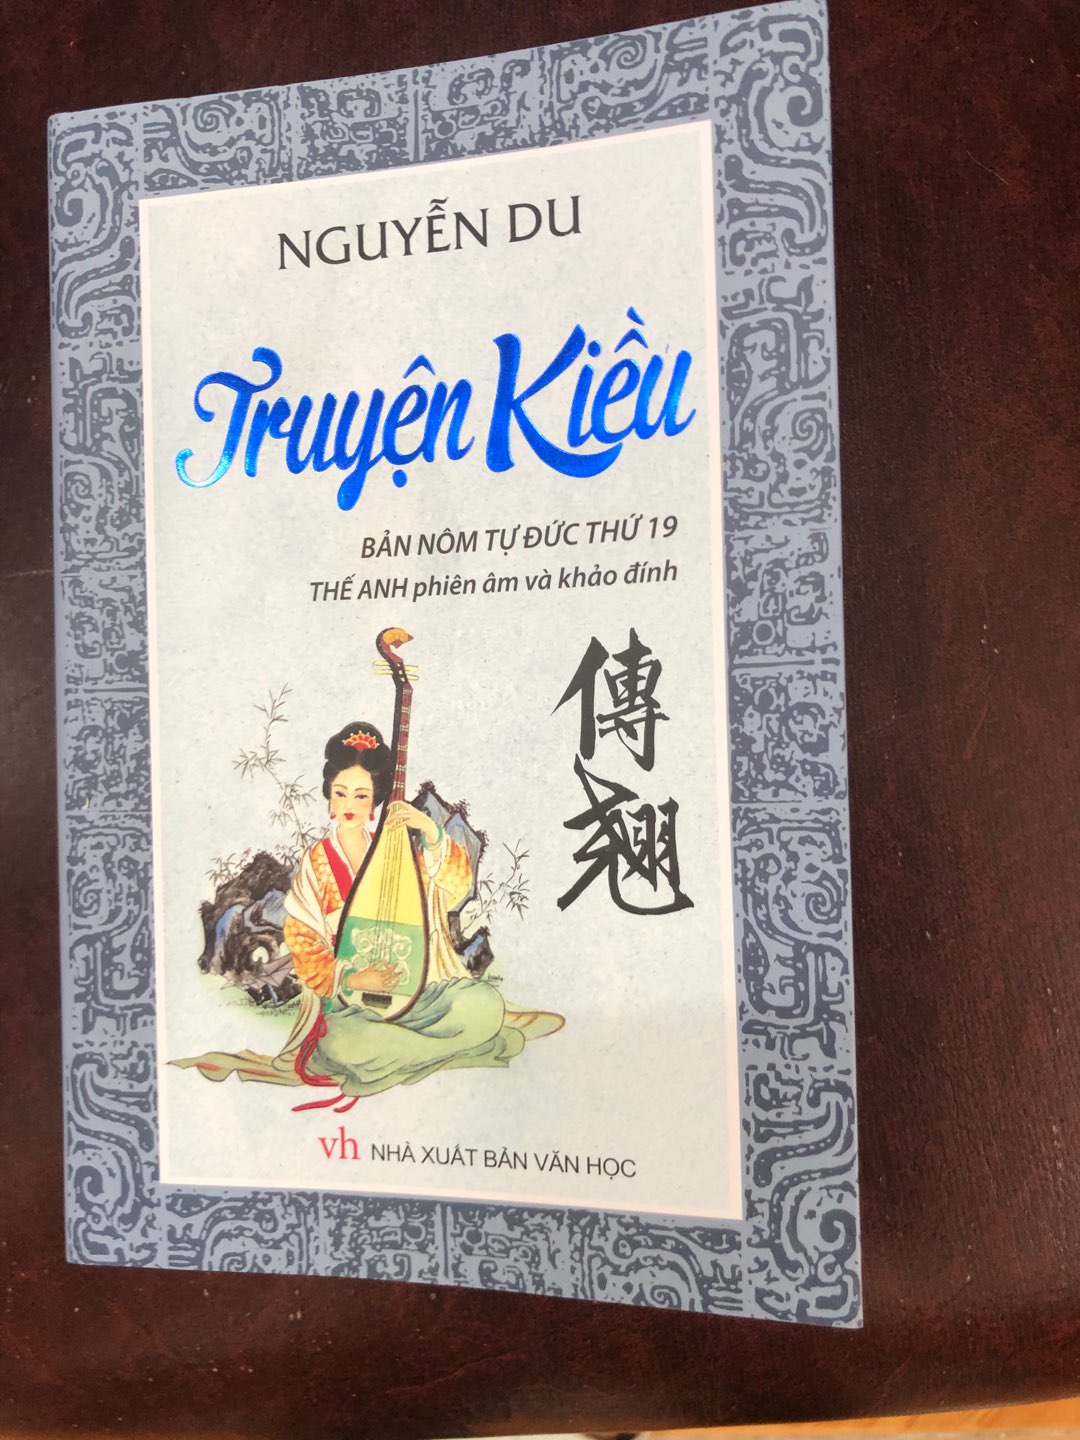 NGUYỄN DU
Truyện Kiều
BẢN NÔM TỰ ĐỨC THỨ 19
THẾ ANH phiên âm và khảo đính
傳
翹
vh NHÀ XUẤT BẢN VĂN HỌC